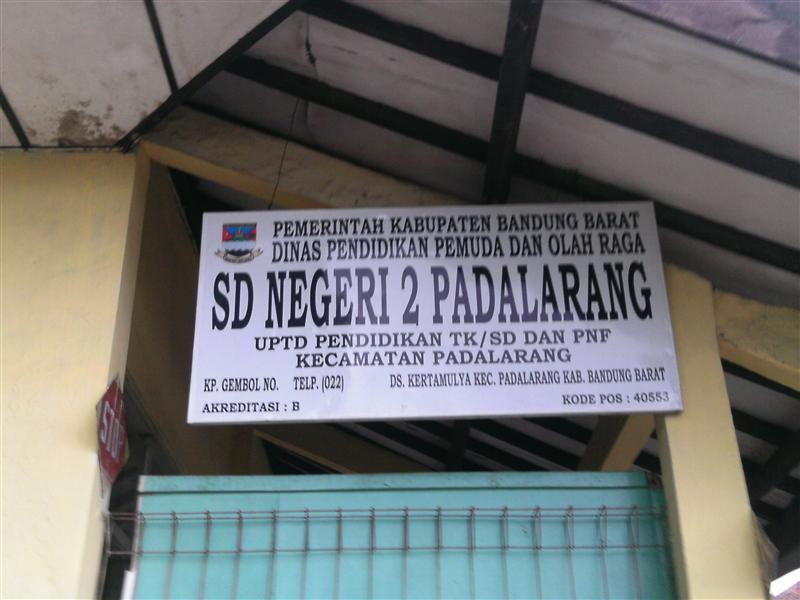 PEMERINTAH KABUPATEN BANDUNG BARAT
DINAS PENDIDIKAN PEMUDA DAN OLAH RAGA
SD NEGERI 2 PADALARANG
UPTD PENDIDIKAN TK/SD DAN PNF
KECAMATAN PADALARANG
KP. GEMBOL NO. TELP. (022) DS. KERTAMULYA KEC. PADALARANG KAB. BANDUNG BARAT
AKREDITASI : B KODE POS : 40553
STOP